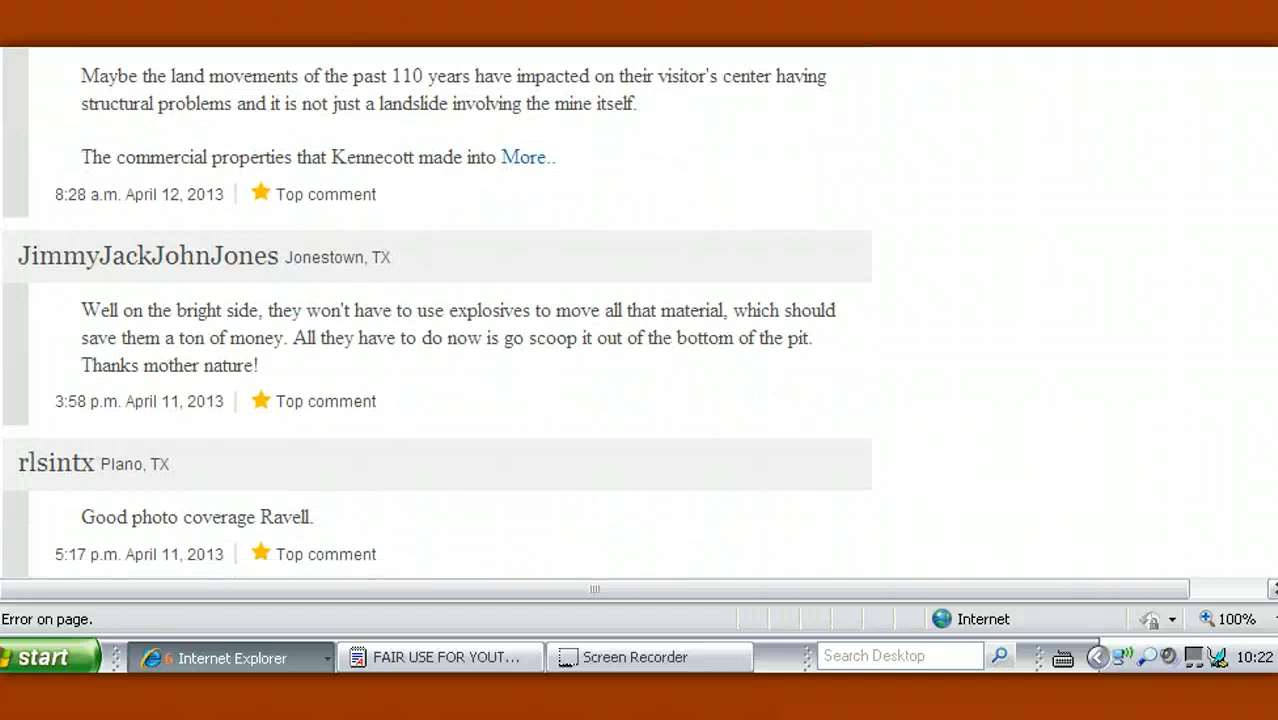 Maybe the land movements of the past 110 years have impacted on their visitor's center having
structural problems and it is not just a landslide involving the mine itself.
The commercial properties that Kennecott made into More..
8:28 a.m. April 12, 2013 Top comment
JimmyJackJohnJones Jonestown, TX
Well on the bright side, they won't have to use explosives to move all that material, which should
save them a ton of money. All they have to do now is go scoop it out of the bottom of the pit.
Thanks mother nature!
3:58 p.m. April 11, 2013 Top comment
rlsintx Plano, TX
Good photo coverage Ravell.
5:17 p.m. April 11, 2013 Top comment
Error on page. Internet 100%
start 6 Internet Explorer FAIR USE FOR YOUT... Screen Recorder Search Desktop 10:22